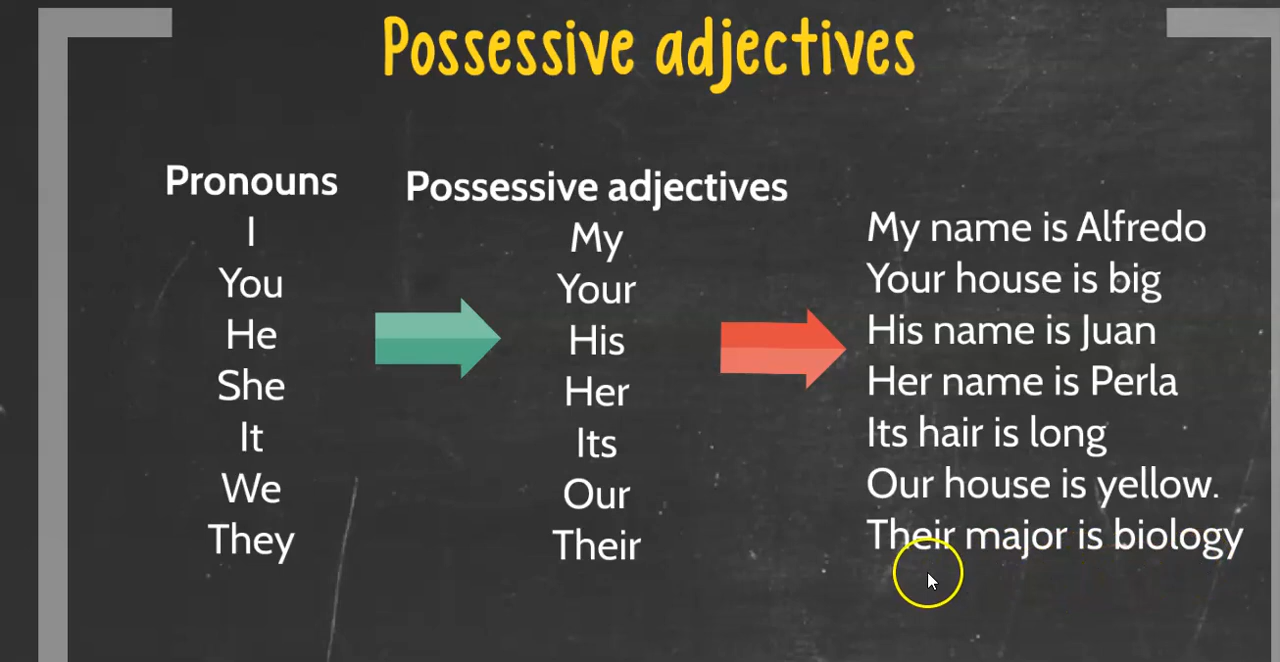 Possessive adjectives
Pronouns
I
You
He
She
It
We
They
Possessive adjectives
My
Your
His
Her
Its
Our
Their
My name is Alfredo
Your house is big
His name is Juan
Her name is Perla
Its hair is long
Our house is yellow.
Their major is biology